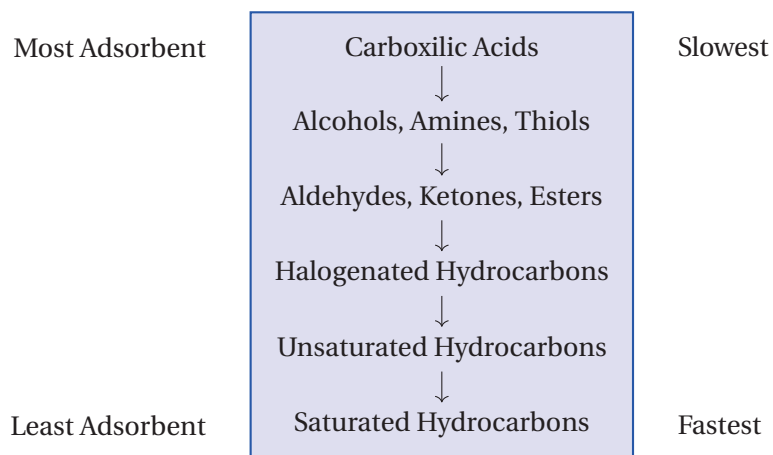 Most Adsorbent Carboxilic Acids Slowest
Alcohols, Amines, Thiols
Aldehydes, Ketones, Esters
Halogenated Hydrocarbons
Unsaturated Hydrocarbons
Least Adsorbent Saturated Hydrocarbons Fastest